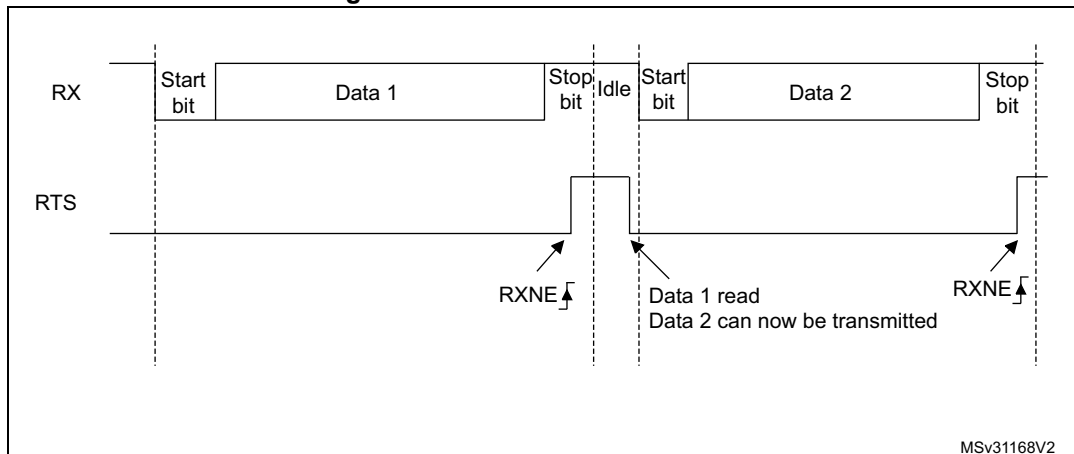 g
RX
Start
bit
Data 1
Stop
bit
Idle
Start
bit
Data 2
Stop
bit
RTS
RXNE
Data 1 read
Data 2 can now be transmitted
RXNE
MSv31168V2